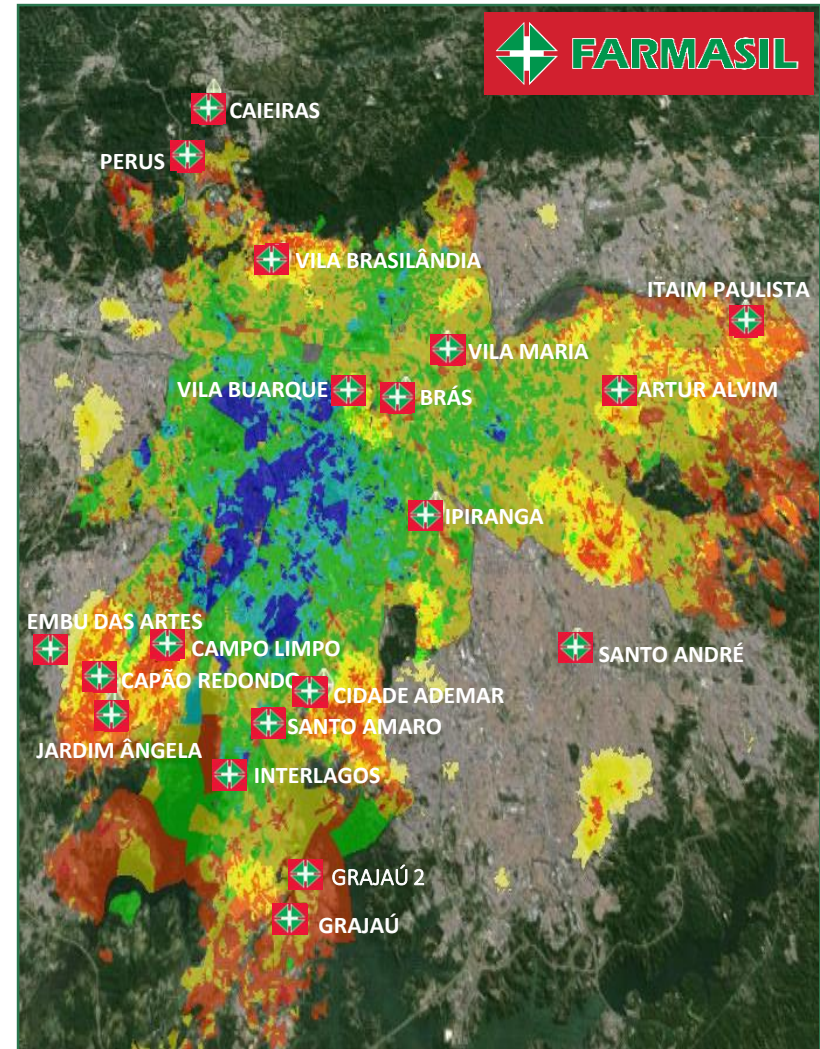 FARMASIL
CAIEIRAS
PERUS
VILA BRASILÂNDIA
ITAIM PAULISTA
VILA MARIA
VILA BUARQUE
BRÁS
ARTUR ALVIM
IPIRANGA
EMBU DAS ARTES
CAMPO LIMPO
SANTO ANDRÉ
CAPÃO REDONDO
CIDADE ADEMAR
SANTO AMARO
JARDIM ÂNGELA
INTERLAGOS
GRAJAÚ 2
GRAJAÚ